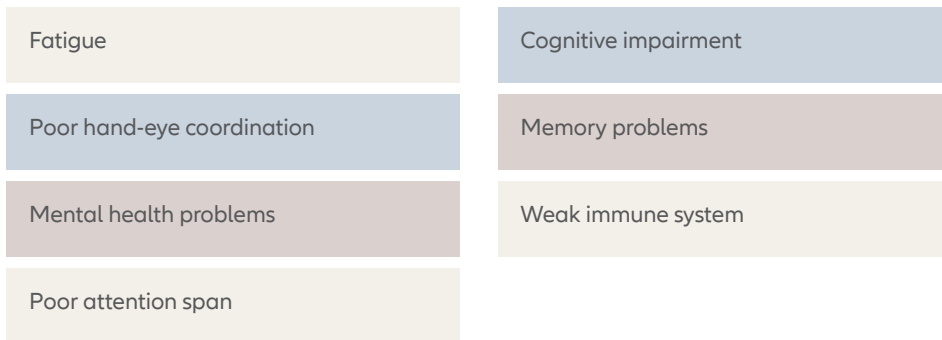 Fatigue
Poor hand-eye coordination
Mental health problems
Poor attention span
Cognitive impairment
Memory problems
Weak immune system